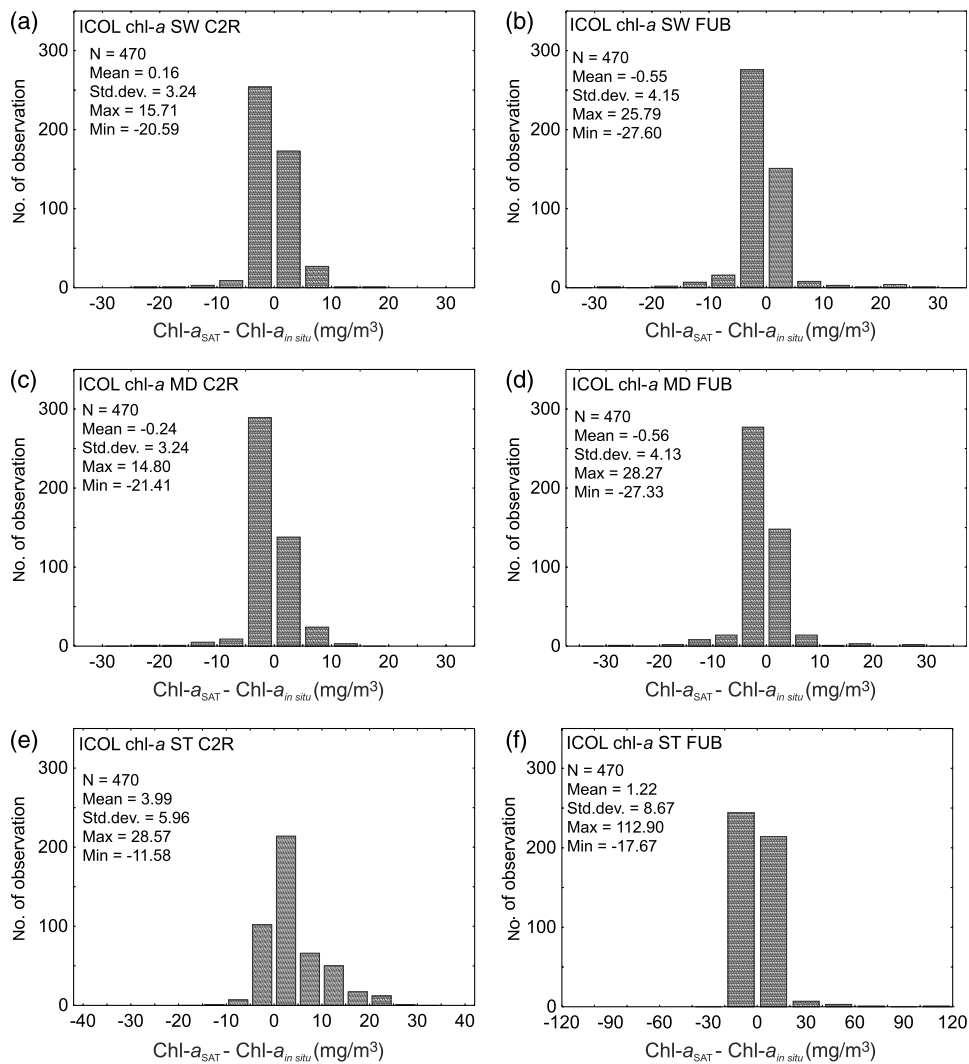 (a)
ICOL chl-a SW C2R
N = 470
Mean = 0.16
Std.dev. = 3.24
Max = 15.71
Min = -20.59
No. of observation
300
200
100
0
-30 -20 -10 0 10 20 30
Chl-aSAT - Chl-ain situ (mg/m³)
(b)
ICOL chl-a SW FUB
N = 470
Mean = -0.55
Std.dev. = 4.15
Max = 25.79
Min = -27.60
No. of observation
300
200
100
0
-30 -20 -10 0 10 20 30
Chl-aSAT - Chl-ain situ (mg/m³)
(c)
ICOL chl-a MD C2R
N = 470
Mean = -0.24
Std.dev. = 3.24
Max = 14.80
Min = -21.41
No. of observation
300
200
100
0
-30 -20 -10 0 10 20 30
Chl-aSAT - Chl-ain situ (mg/m³)
(d)
ICOL chl-a MD FUB
N = 470
Mean = -0.56
Std.dev. = 4.13
Max = 28.27
Min = -27.33
No. of observation
300
200
100
0
-30 -20 -10 0 10 20 30
Chl-aSAT - Chl-ain situ (mg/m³)
(e)
ICOL chl-a ST C2R
N = 470
Mean = 3.99
Std.dev. = 5.96
Max = 28.57
Min = -11.58
No. of observation
300
200
100
0
-40 -30 -20 -10 0 10 20 30 40
Chl-aSAT - Chl-ain situ (mg/m³)
(f)
ICOL chl-a ST FUB
N = 470
Mean = 1.22
Std.dev. = 8.67
Max = 112.90
Min = -17.67
No. of observation
300
200
100
0
-120 -90 -60 -30 0 30 60 90 120
Chl-aSAT - Chl-ain situ (mg/m³)